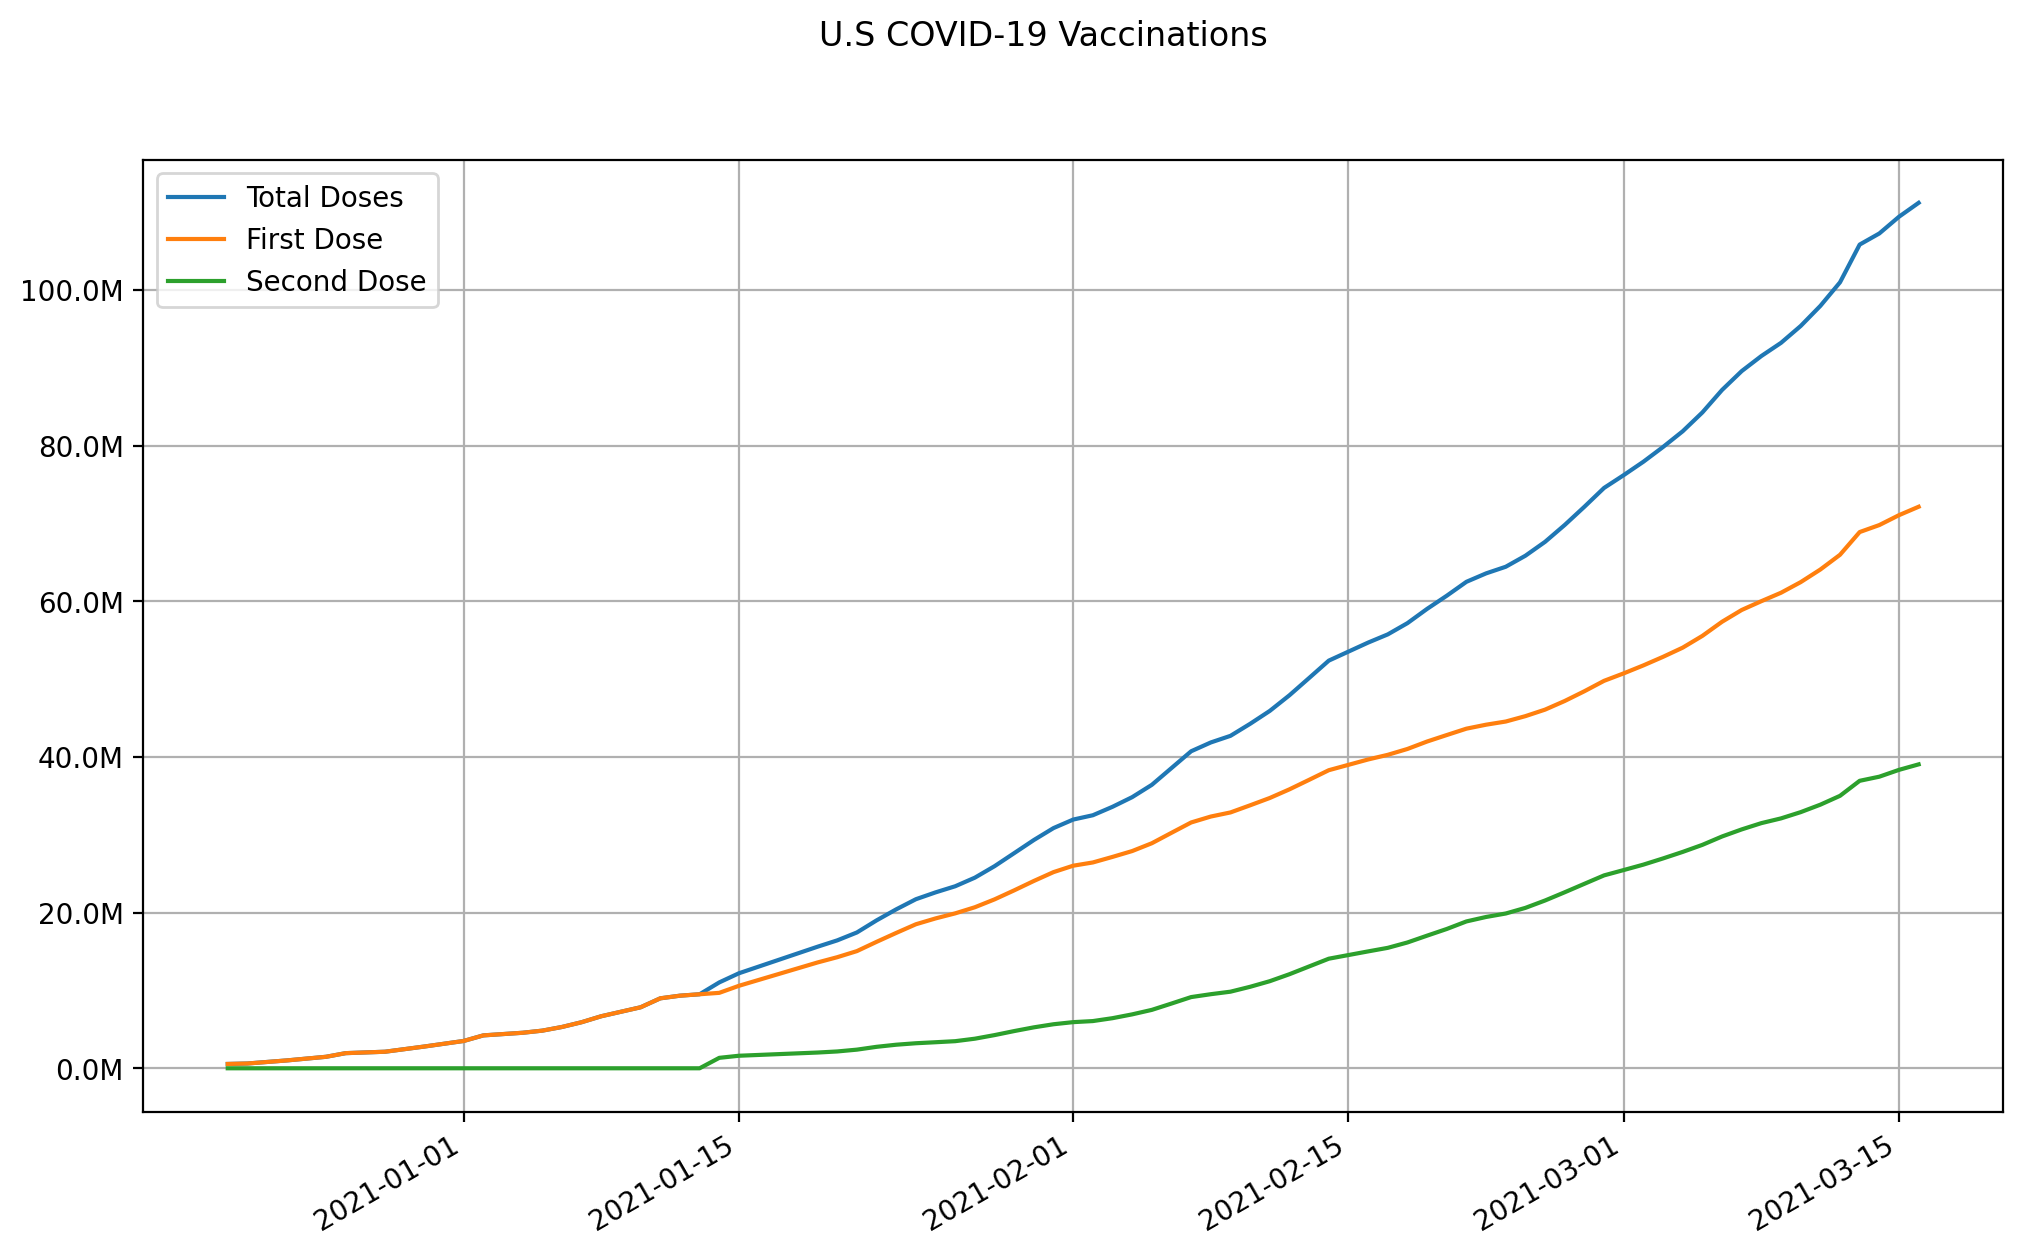 U.S COVID-19 Vaccinations
Total Doses
First Dose
Second Dose
100.0M
80.0M
60.0M
40.0M
20.0M
0.0M
2021-01-01
2021-01-15
2021-02-01
2021-02-15
2021-03-01
2021-03-15